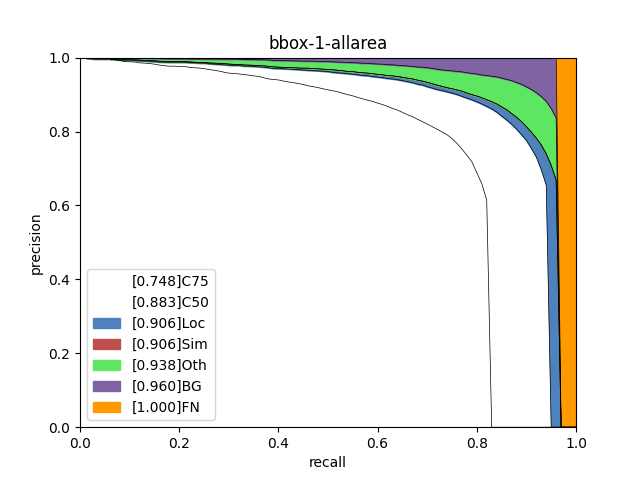 bbox-1-allarea
1.0
0.8
0.6
0.4
0.2
0.0
precision
[0.748]C75
[0.883]C50
[0.906]Loc
[0.906]Sim
[0.938]Oth
[0.960]BG
[1.000]FN
0.0 0.2 0.4 0.6 0.8 1.0
recall